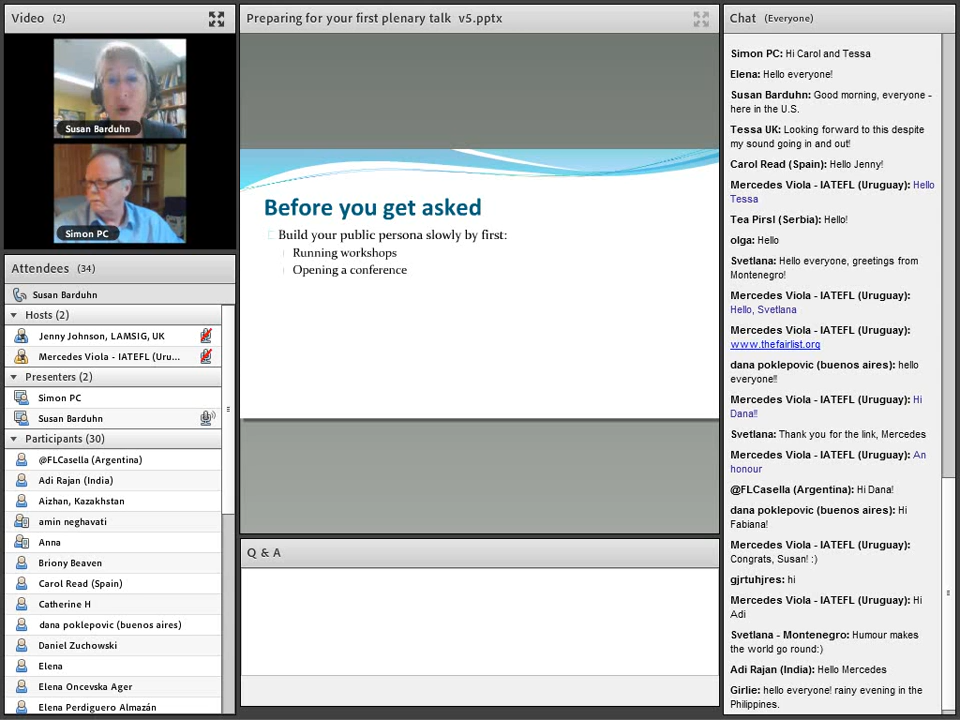 Video (2)
Susan Barduhn
Simon PC
Attendees (34)
Susan Barduhn
Hosts (2)
Jenny Johnson, LAMSIG, UK
Mercedes Viola - IATEFL (Uru...
Presenters (2)
Simon PC
Susan Barduhn
Participants (30)
@FLCasella (Argentina)
Adi Rajan (India)
Aizhan, Kazakhstan
amin neghavati
Anna
Briony Beaven
Carol Read (Spain)
Catherine H
dana poklepovic (buenos aires)
Daniel Zuchowski
Elena
Elena Oncevska Ager
Elena Perdiguero Almazán
Preparing for your first plenary talk v5.pptx
Before you get asked
Build your public persona slowly by first:
Running workshops
Opening a conference
Q & A
Chat (Everyone)
Simon PC: Hi Carol and Tessa
Elena: Hello everyone!
Susan Barduhn: Good morning, everyone -
here in the U.S.
Tessa UK: Looking forward to this despite
my sound going in and out!
Carol Read (Spain): Hello Jenny!
Mercedes Viola - IATEFL (Uruguay): Hello
Tessa
Tea Pirsl (Serbia): Hello!
olga: Hello
Svetlana: Hello everyone, greetings from
Montenegro!
Mercedes Viola - IATEFL (Uruguay):
Hello, Svetlana
Mercedes Viola - IATEFL (Uruguay):
www.thefairlist.org
dana poklepovic (buenos aires): hello
everyone!!
Mercedes Viola - IATEFL (Uruguay): Hi
Dana!!
Svetlana: Thank you for the link, Mercedes
Mercedes Viola - IATEFL (Uruguay): An
honour
@FLCasella (Argentina): Hi Dana!
dana poklepovic (buenos aires): Hi
Fabiana!
Mercedes Viola - IATEFL (Uruguay):
Congrats, Susan! :)
gjrtuhjres: hi
Mercedes Viola - IATEFL (Uruguay): Hi
Adi
Svetlana - Montenegro: Humour makes
the world go round:)
Adi Rajan (India): Hello Mercedes
Girlie: hello everyone! rainy evening in the
Philippines.